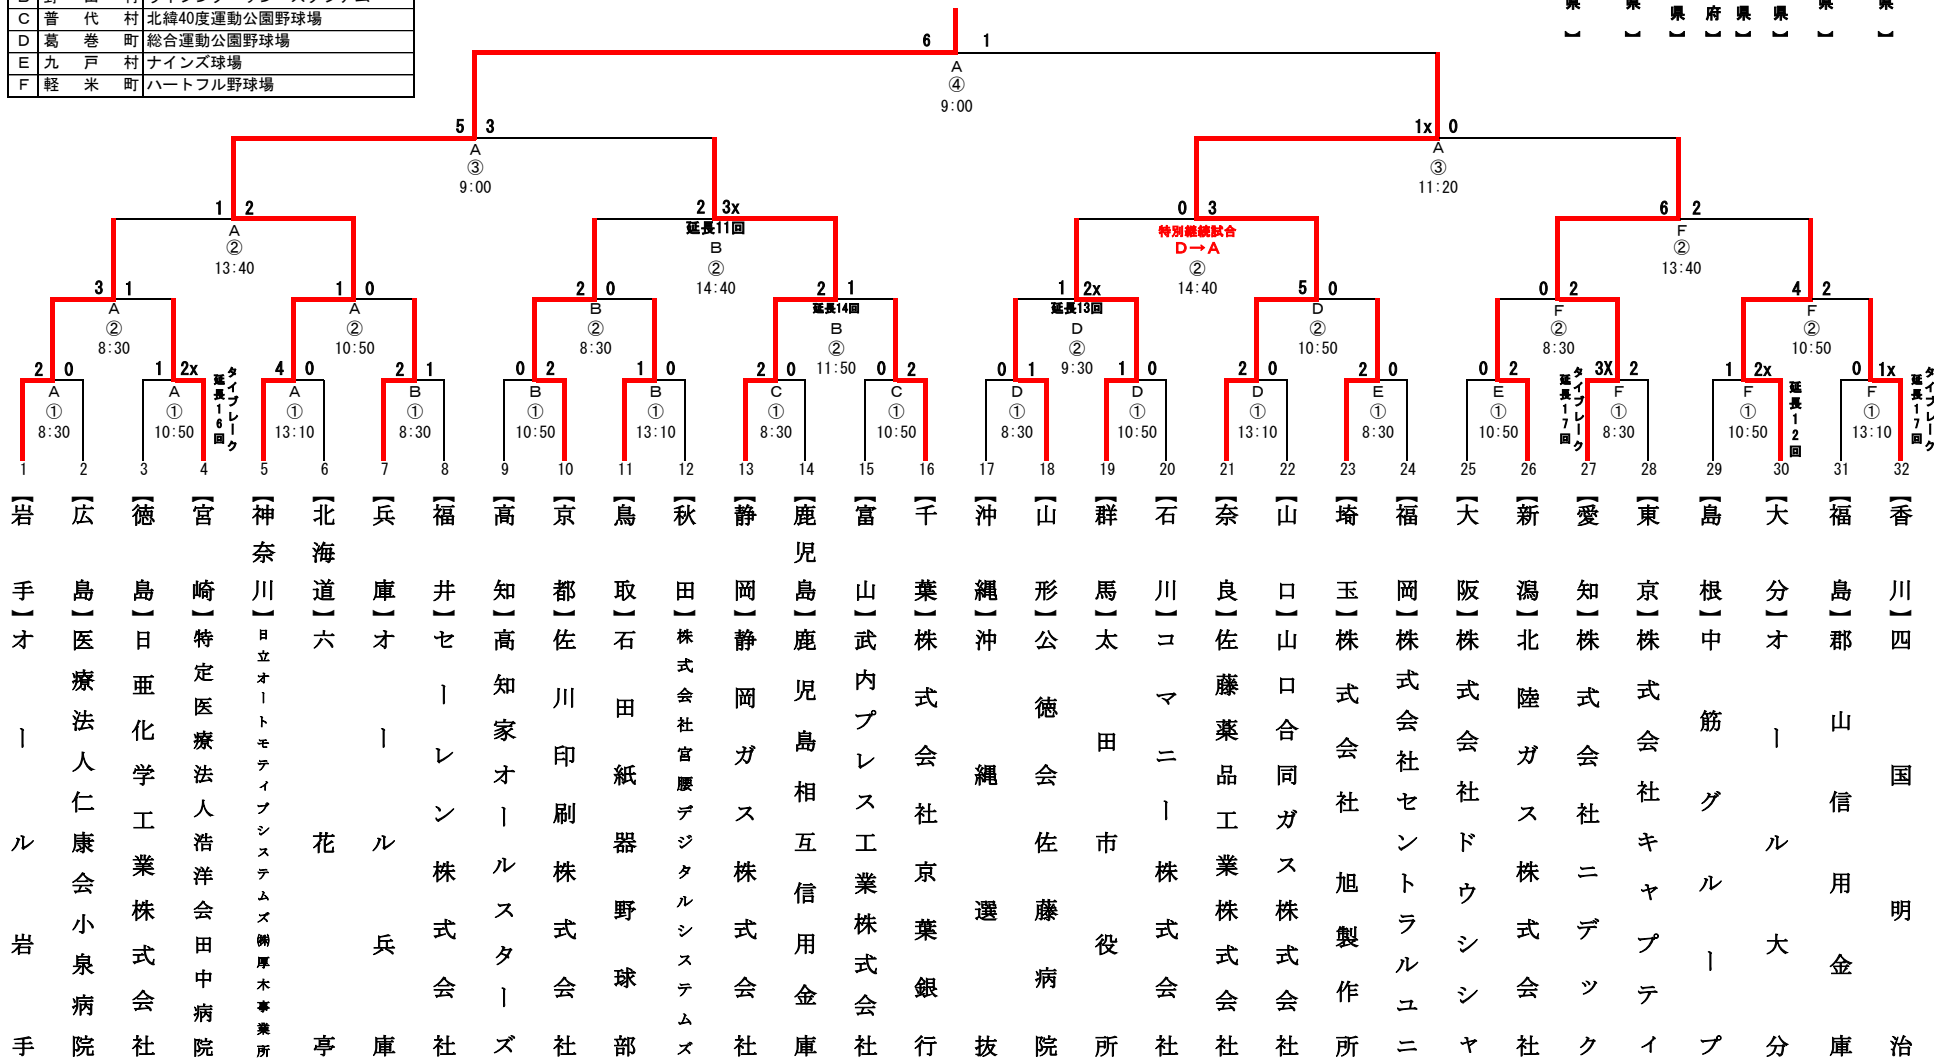 C 普代村 北緯40度運動公園野球場
D 葛巻町 総合運動公園野球場
E 九戸村 ナインズ球場
F 軽米町 ハートフル野球場
県】 県】 県】 府】 県】 県】 県】 県】
6 1
A
④
9:00
5 3
A
③
9:00
1x 0
A
③
11:20
1 2
A
②
13:40
2 3x
延長11回
B
②
14:40
0 3
特別継続試合
D→A
②
14:40
6 2
F
②
13:40
3 1
A
②
8:30
1 0
A
②
10:50
2 0
B
②
8:30
2 1
延長14回
B
②
11:50
1 2x
延長13回
D
②
9:30
5 0
D
②
10:50
0 2
F
②
8:30
4 2
F
②
10:50
2 0
A
①
8:30
1 2x
A
①
10:50
タイブレーク
延長16回
4 0
A
①
13:10
2 1
B
①
8:30
0 2
B
①
10:50
1 0
B
①
13:10
2 0
C
①
8:30
0 2
C
①
10:50
0 1
D
①
8:30
1 0
D
①
10:50
2 0
D
①
13:10
2 0
E
①
8:30
0 2
E
①
10:50
タイブレーク
延長17回
3X 2
F
①
8:30
1 2x
F
①
10:50
延長12回
0 1x
F
①
13:10
タイブレーク
延長17回
1 2 3 4 5 6 7 8 9 10 11 12 13 14 15 16 17 18 19 20 21 22 23 24 25 26 27 28 29 30 31 32
【岩手】オール岩手
【広島】医療法人仁康会小泉病院
【徳島】日亜化学工業株式会社
【宮崎】特定医療法人浩洋会田中病院
【神奈川】日立オートモティブシステムズ㈱厚木事業所
【北海道】六花亭
【兵庫】オール兵庫
【福井】セーレン株式会社
【高知】高知家オールスターズ
【京都】佐川印刷株式会社
【鳥取】石田紙器野球部
【秋田】株式会社宮腰デジタルシステムズ
【静岡】静岡ガス株式会社
【鹿児島】鹿児島相互信用金庫
【富山】武内プレス工業株式会社
【千葉】株式会社京葉銀行
【沖縄】沖縄選抜
【山形】公徳会佐藤病院
【群馬】太田市役所
【石川】コマニー株式会社
【奈良】佐藤薬品工業株式会社
【山口】山口合同ガス株式会社
【埼玉】株式会社旭製作所
【福岡】株式会社セントラルユニ
【大阪】株式会社ドウシシャ
【新潟】北陸ガス株式会社
【愛知】株式会社ニデック
【東京】株式会社キャプティ
【島根】中筋グループ
【大分】オール大分
【福島】郡山信用金庫
【香川】四国明治